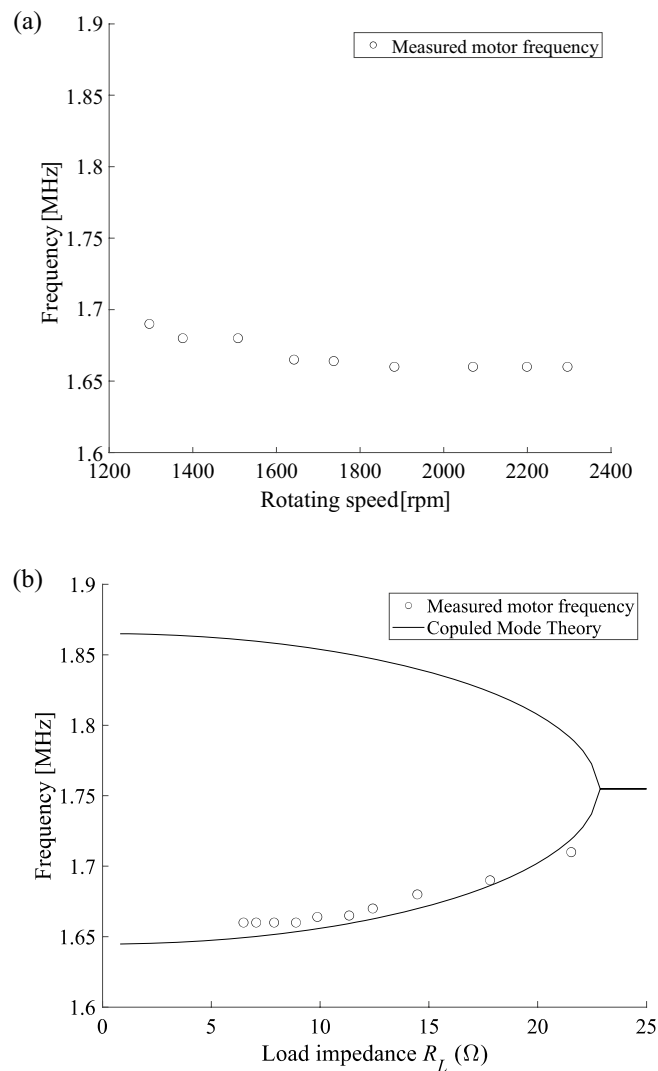 (a)
1.9
1.85
1.8
1.75
1.7
1.65
1.6
Frequency [MHz]
Measured motor frequency
1200 1400 1600 1800 2000 2200 2400
Rotating speed[rpm]
(b)
1.9
1.85
1.8
1.75
1.7
1.65
1.6
Frequency [MHz]
Measured motor frequency
Copuled Mode Theory
0 5 10 15 20 25
Load impedance R_L (Ω)